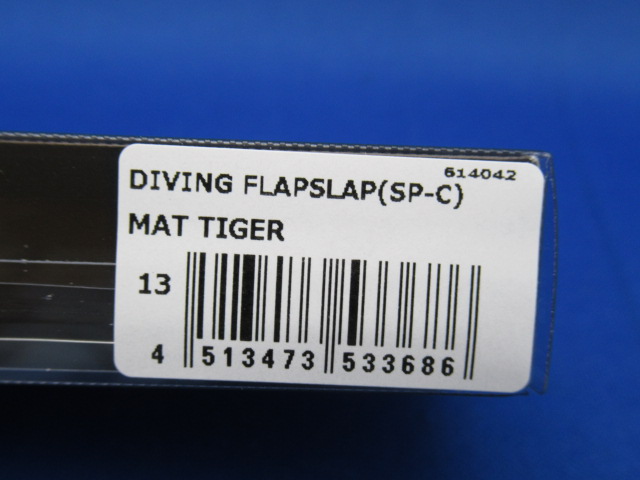 614042
DIVING FLAPSLAP(SP-C)
MAT TIGER
13
4 513473 533686